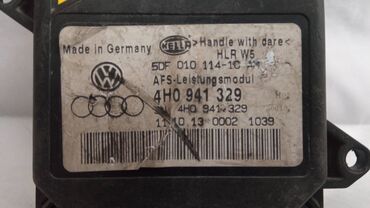 Made in Germany
HELLA
>Handle with care<
HLR W5
5DF 010 114-1
AFS-Leistungsmodul
4H0 941 329
4H0 941 329
11.10.13 0002 1039